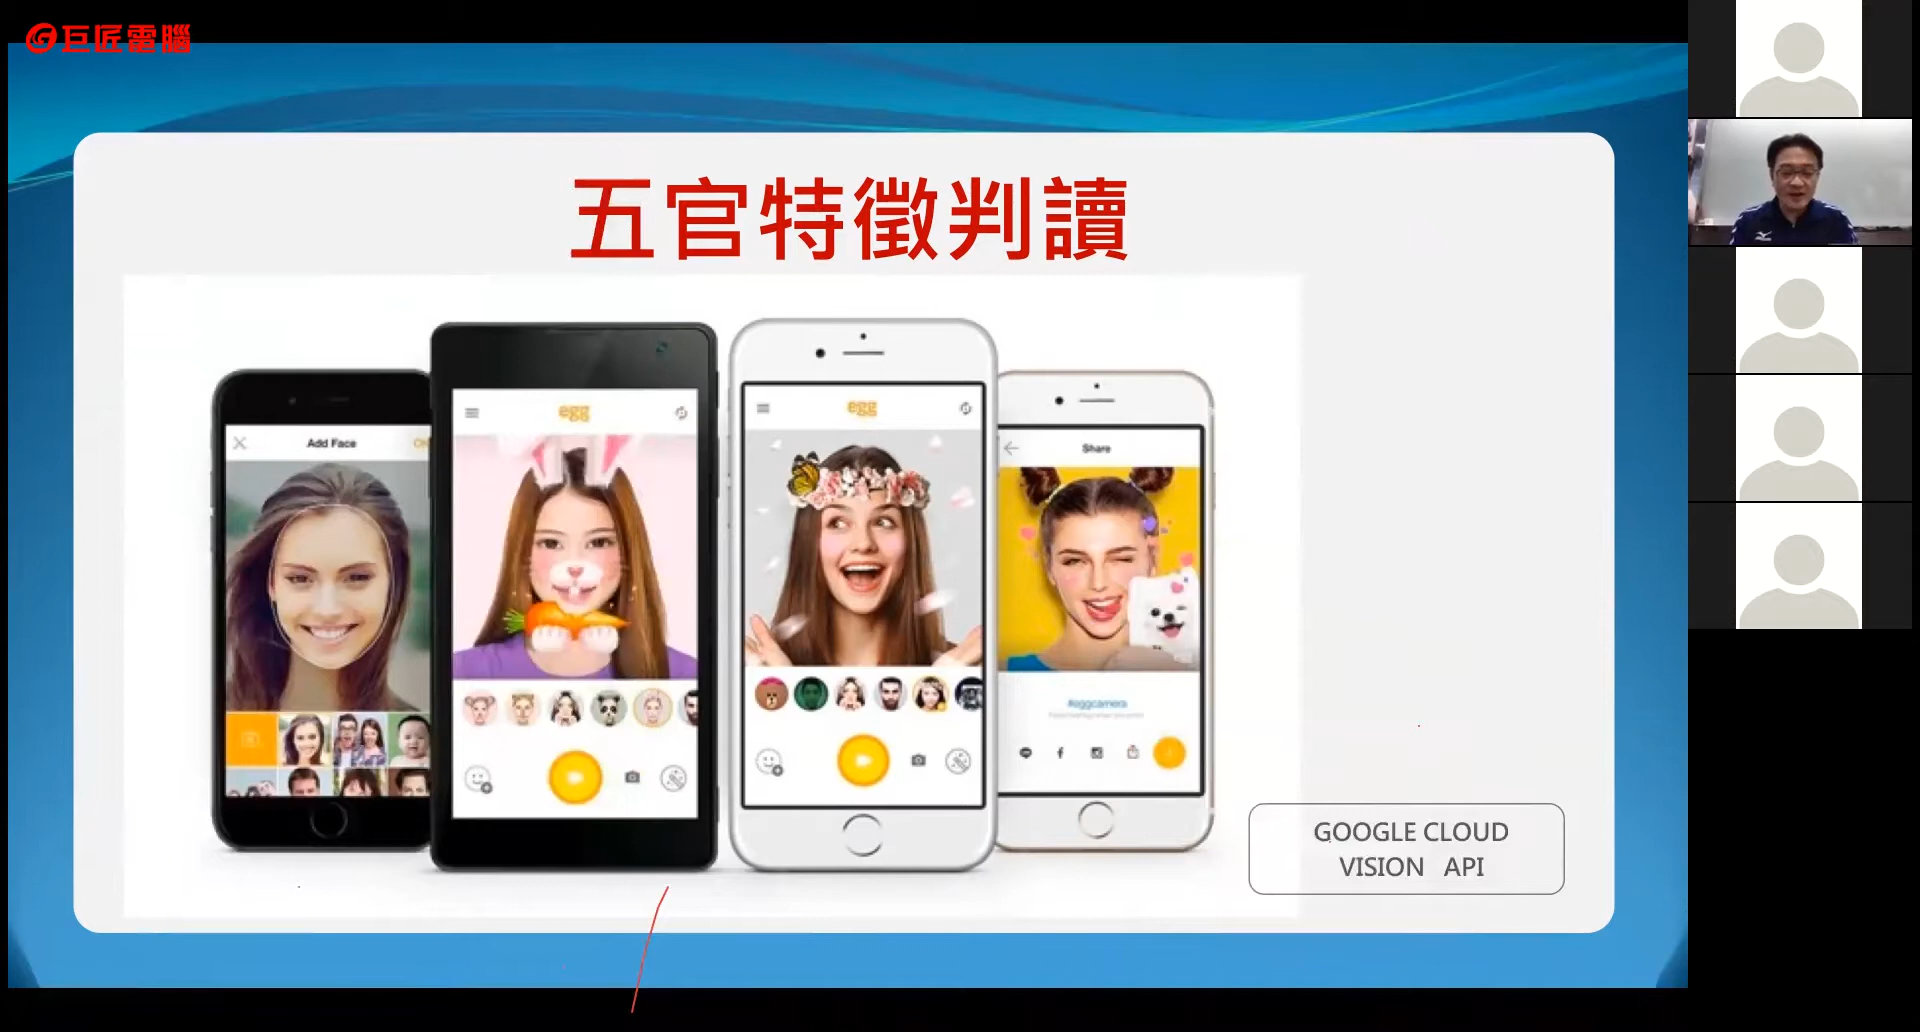 巨匠電腦
五官特徵判讀
Add Face
egg
egg
Share
#eggcamera
GOOGLE CLOUD
VISION API